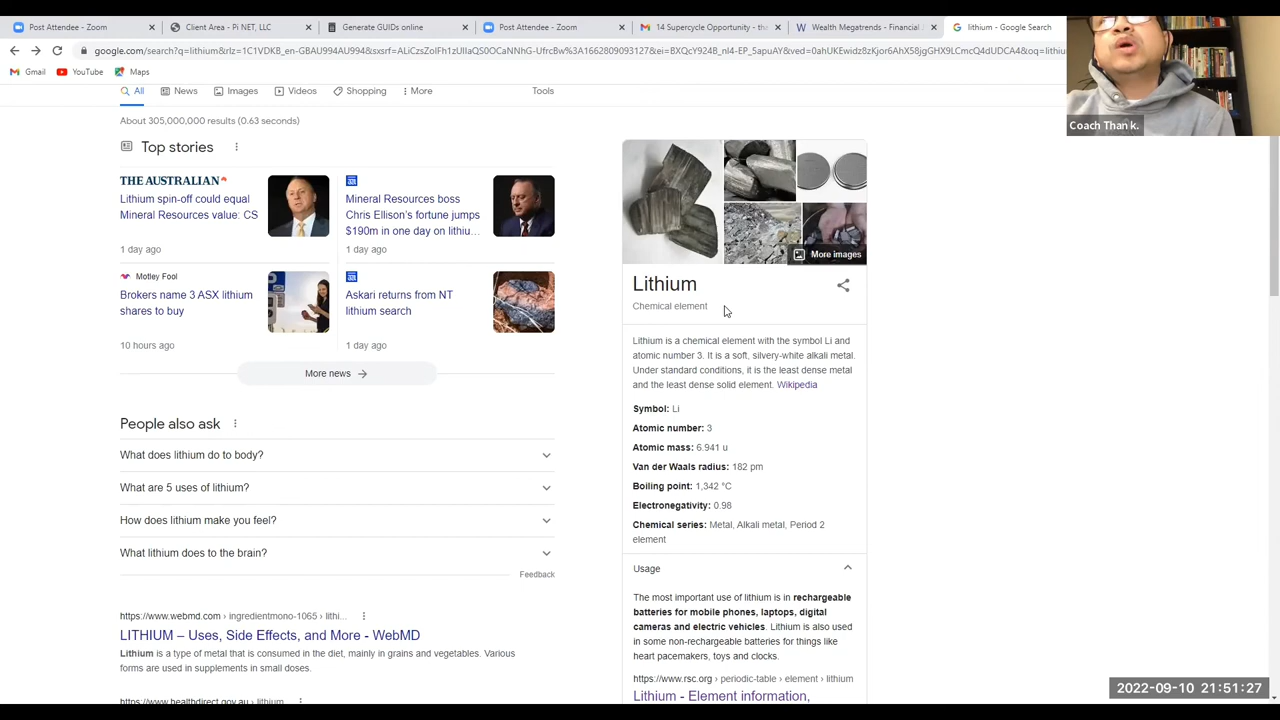 Post Attendee - Zoom
Client Area - Pi NET, LLC
Generate GUIDs online
Post Attendee - Zoom
14 Supercycle Opportunity - th
Wealth Megatrends - Financial
lithium - Google Search
Gmail
YouTube
Maps
All
News
Images
Videos
Shopping
More
Tools
About 305,000,000 results (0.63 seconds)
Top stories
THE AUSTRALIAN
Lithium spin-off could equal
Mineral Resources value: CS
1 day ago
Mineral Resources boss
Chris Ellison's fortune jumps
$190m in one day on lithiu...
1 day ago
Motley Fool
Brokers name 3 ASX lithium
shares to buy
10 hours ago
Askari returns from NT
lithium search
1 day ago
More news
People also ask
What does lithium do to body?
What are 5 uses of lithium?
How does lithium make you feel?
What lithium does to the brain?
Feedback
https://www.webmd.com › ingredientmono-1065 › lithi...
LITHIUM – Uses, Side Effects, and More - WebMD
Lithium is a type of metal that is consumed in the diet, mainly in grains and vegetables. Various
forms are used in supplements in small doses.
https://www.healthdirect.gov.au › lithium
More images
Lithium
Chemical element
Lithium is a chemical element with the symbol Li and
atomic number 3. It is a soft, silvery-white alkali metal.
Under standard conditions, it is the least dense metal
and the least dense solid element. Wikipedia
Symbol: Li
Atomic number: 3
Atomic mass: 6.941 u
Van der Waals radius: 182 pm
Boiling point: 1,342 °C
Electronegativity: 0.98
Chemical series: Metal, Alkali metal, Period 2
element
Usage
The most important use of lithium is in rechargeable
batteries for mobile phones, laptops, digital
cameras and electric vehicles. Lithium is also used
in some non-rechargeable batteries for things like
heart pacemakers, toys and clocks.
https://www.rsc.org › periodic-table › element › lithium
Lithium - Element information,
Coach Than k.
2022-09-10 21:51:27